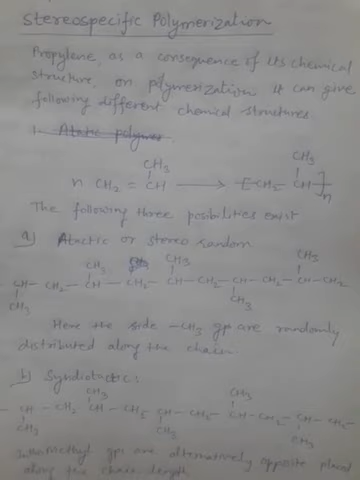 Stereospecific Polymerization
Propylene, as a consequence of its chemical
structure, on polymerization, it can give
following different chemical structures
1. Atatic polymer
CH3
n CH2 = CH → [CH2 - CH]n
CH3
The following three posibilities exist
a) Atactic or stereo random
CH3 CH3 CH3
CH - CH2 - CH - CH2 - CH - CH2 - CH - CH2 - CH - CH2
CH3 CH3
Here the side -CH3 gp are randomly
distributed along the chain.
b) Syndiotactic:
CH3 CH3
- CH - CH2 - CH - CH2 - CH - CH2 - CH - CH2 - CH - CH2
CH3 CH3 CH3
methyl gps are alternatively opposite placed
along the chain length